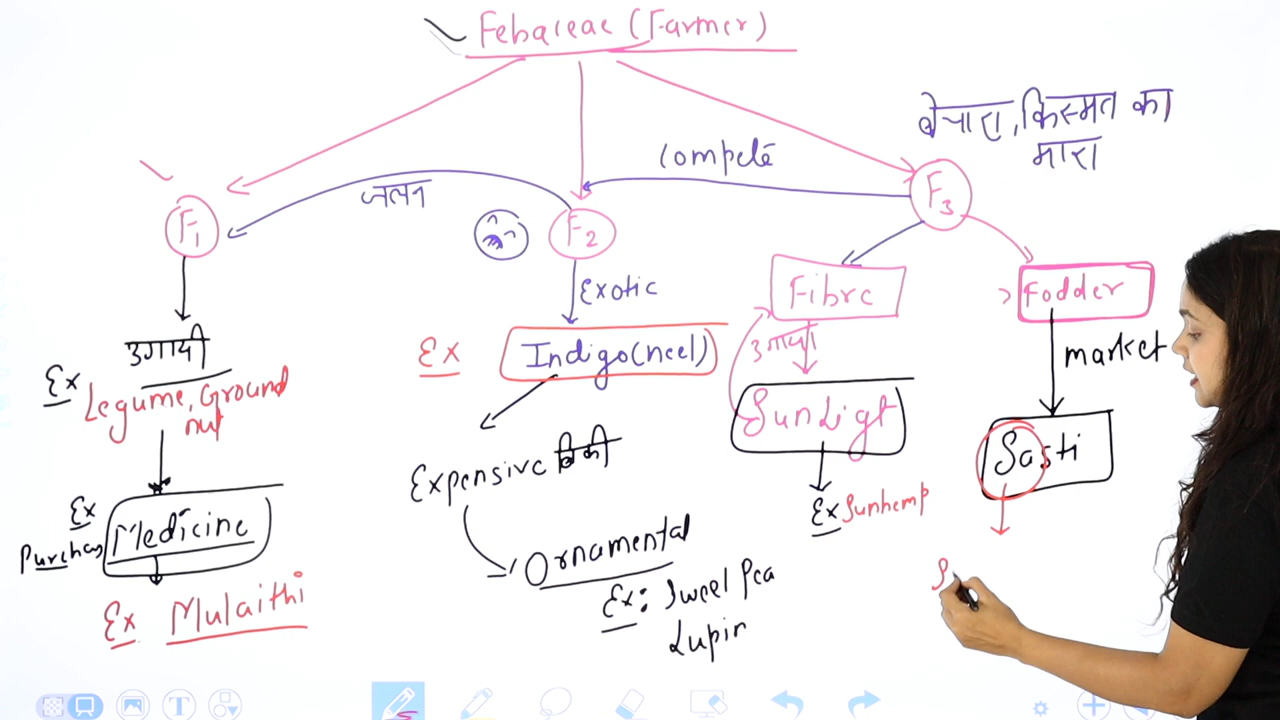 Febaceae (Farmer)
बेचारा, किस्मत का
मारा
compete
जलन
F1
F2
F3
Exotic
Fibre
Fodder
उगायी
Ex
Legume, Ground
nut
Ex
Indigo (neel)
उगायी
market
SunLigt
Sasti
Expensive बिकी
Ex
Purchas
Medicine
Ex Sunhemp
Ornamental
Ex: Sweet Pea
Lupin
Ex Mulaithi
S